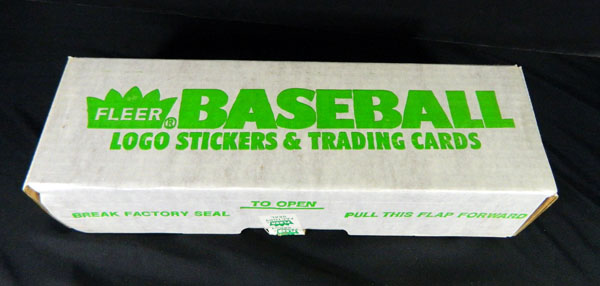 FLEER® BASEBALL
LOGO STICKERS & TRADING CARDS
TO OPEN
BREAK FACTORY SEAL
PULL THIS FLAP FORWARD